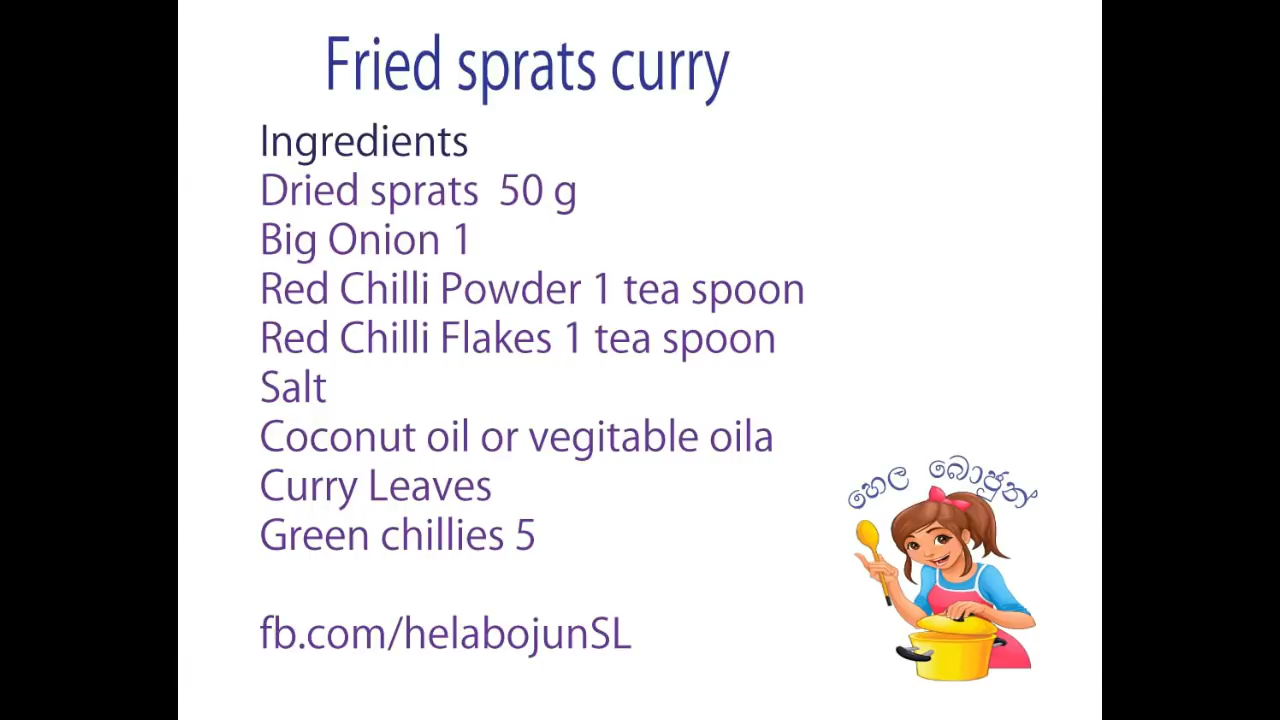 Fried sprats curry
Ingredients
Dried sprats 50 g
Big Onion 1
Red Chilli Powder 1 tea spoon
Red Chilli Flakes 1 tea spoon
Salt
Coconut oil or vegitable oila
Curry Leaves
Green chillies 5
fb.com/helabojunSL
හෙල බොජුන්